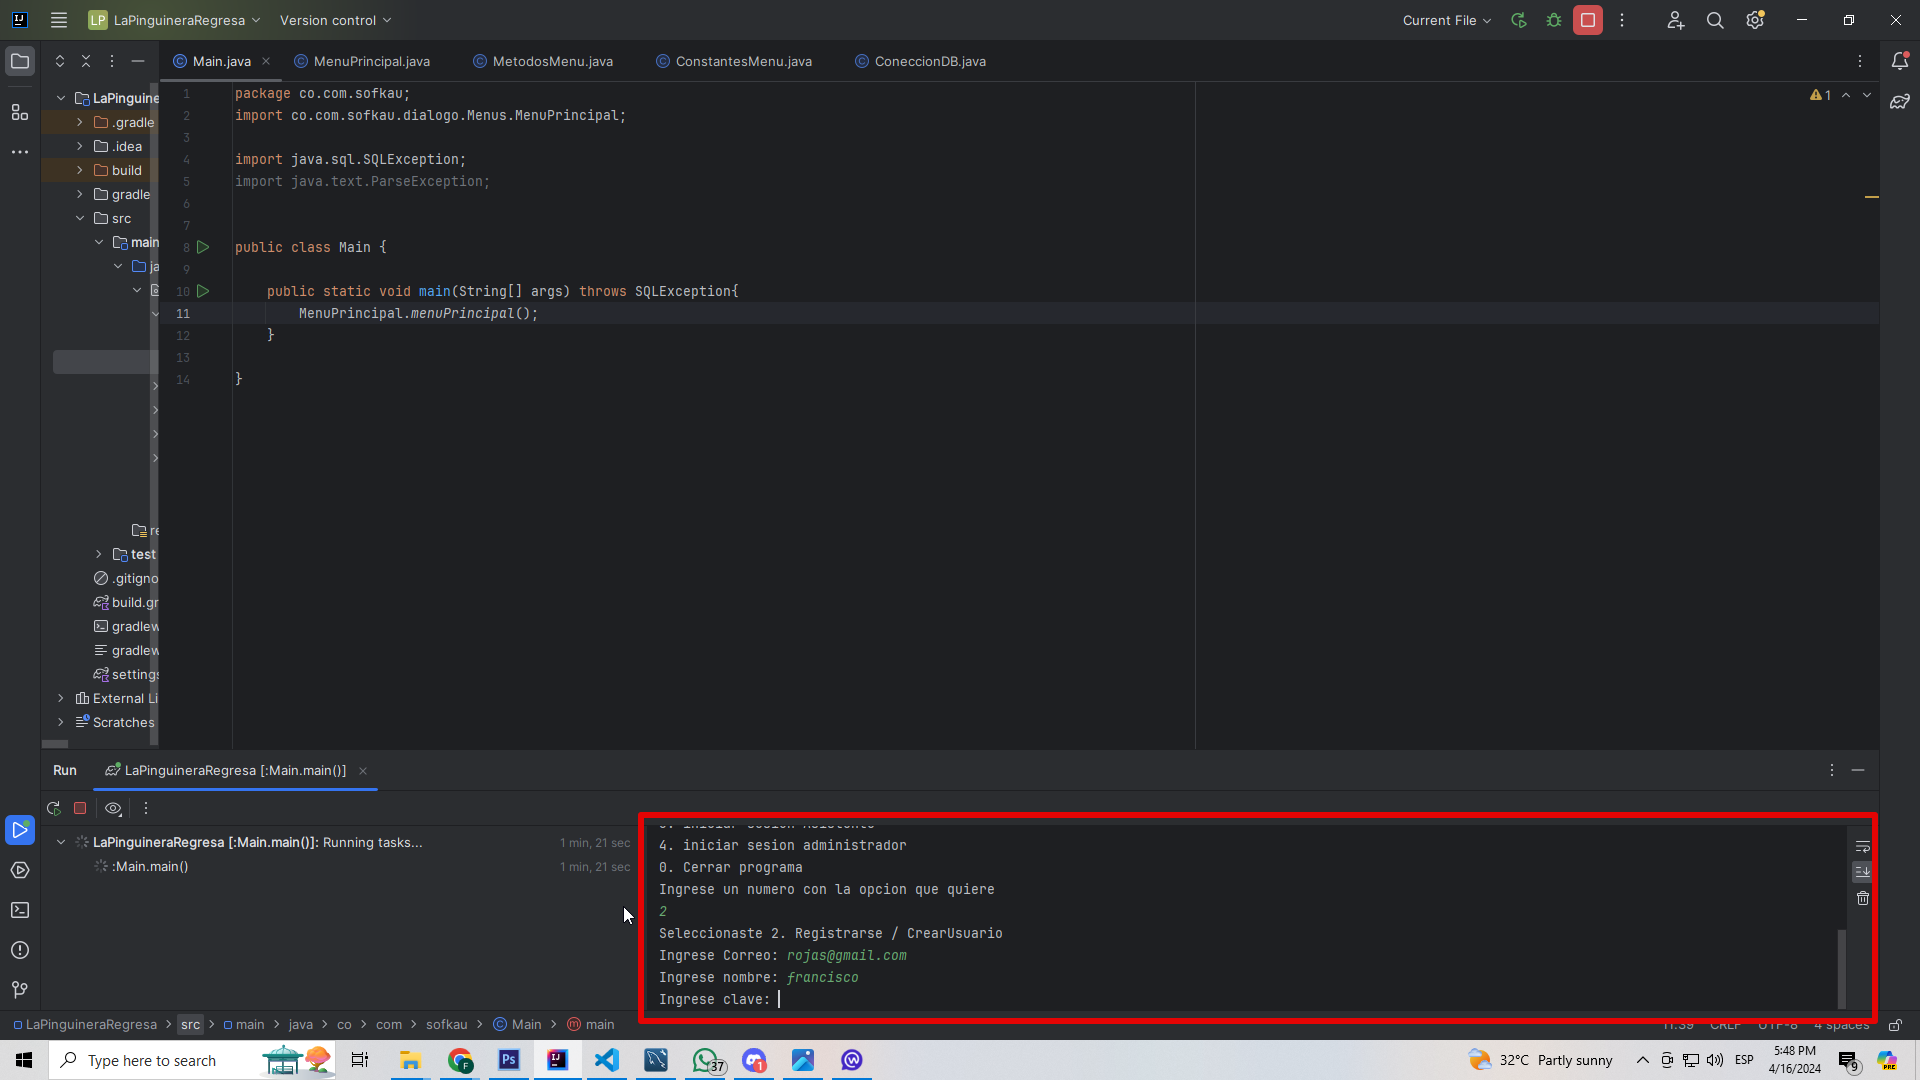 LP LaPinguineraRegresa Version control Current File
Main.java MenuPrincipal.java MetodosMenu.java ConstantesMenu.java ConeccionDB.java
LaPinguine
.gradle
.idea
build
gradle
src
main
ja
re
test
.gitigno
build.gr
gradlew
gradlew
settings
External Li
Scratches
1 package co.com.sofkau;
2 import co.com.sofkau.dialogo.Menus.MenuPrincipal;
3
4 import java.sql.SQLException;
5 import java.text.ParseException;
6
7
8 public class Main {
9
10 public static void main(String[] args) throws SQLException{
11 MenuPrincipal.menuPrincipal();
12 }
13
14 }
1
Run LaPinguineraRegresa [:Main.main()]
LaPinguineraRegresa [:Main.main()]: Running tasks... 1 min, 21 sec
:Main.main() 1 min, 21 sec
4. iniciar sesion administrador
0. Cerrar programa
Ingrese un numero con la opcion que quiere
2
Seleccionaste 2. Registrarse / CrearUsuario
Ingrese Correo: rojas@gmail.com
Ingrese nombre: francisco
Ingrese clave:
LaPinguineraRegresa > src > main > java > co > com > sofkau > Main > main 11:39 CRLF UTF-8 4 spaces
Type here to search 37 1 32°C Partly sunny ESP 5:48 PM
4/16/2024 9